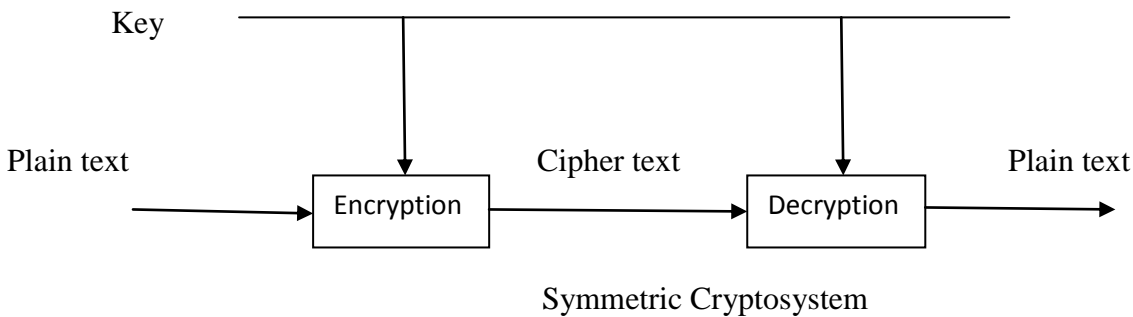 Key
Plain text
Cipher text
Plain text
Encryption
Decryption
Symmetric Cryptosystem